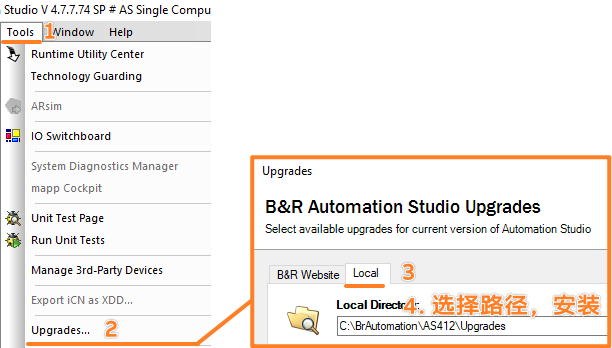 Studio V 4.7.7.74 SP # AS Single Compu
Tools 1 Window Help
Runtime Utility Center
Technology Guarding
ARsim
IO Switchboard
System Diagnostics Manager
mapp Cockpit
Unit Test Page
Run Unit Tests
Manage 3rd-Party Devices
Export iCN as XDD...
Upgrades... 2
Upgrades
B&R Automation Studio Upgrades
Select available upgrades for current version of Automation Studio
B&R Website Local 3
Local Director
4. 选择路径，安装
C:\BrAutomation\AS412\Upgrades